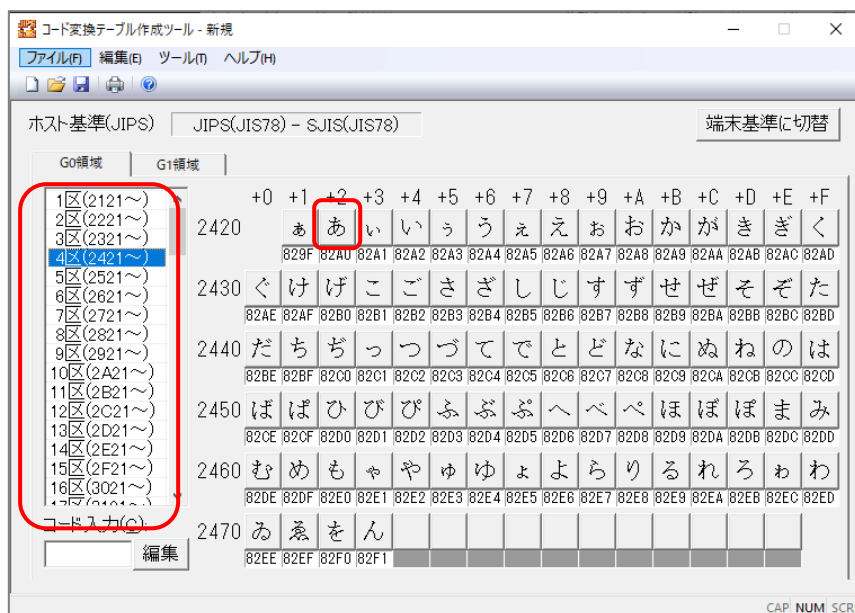 コード変換テーブル作成ツール - 新規
ファイル(F) 編集(E) ツール(T) ヘルプ(H)
ホスト基準(JIPS) JIPS(JIS78) – SJIS(JIS78) 端末基準に切替
G0領域 G1領域
1区(2121～)
2区(2221～)
3区(2321～)
4区(2421～)
5区(2521～)
6区(2621～)
7区(2721～)
8区(2821～)
9区(2921～)
10区(2A21～)
11区(2B21～)
12区(2C21～)
13区(2D21～)
14区(2E21～)
15区(2F21～)
16区(3021～)
コード入力(C):
編集
+0 +1 +2 +3 +4 +5 +6 +7 +8 +9 +A +B +C +D +E +F
2420 ぁ あ ぃ い ぅ う ぇ え ぉ お か が き ぎ く
829F 82A0 82A1 82A2 82A3 82A4 82A5 82A6 82A7 82A8 82A9 82AA 82AB 82AC 82AD
2430 ぐ け げ こ ご さ ざ し じ す ず せ ぜ そ ぞ た
82AE 82AF 82B0 82B1 82B2 82B3 82B4 82B5 82B6 82B7 82B8 82B9 82BA 82BB 82BC 82BD
2440 だ ち ぢ っ つ づ て で と ど な に ぬ ね の は
82BE 82BF 82C0 82C1 82C2 82C3 82C4 82C5 82C6 82C7 82C8 82C9 82CA 82CB 82CC 82CD
2450 ば ぱ ひ び ぴ ふ ぶ ぷ へ べ ぺ ほ ぼ ぽ ま み
82CE 82CF 82D0 82D1 82D2 82D3 82D4 82D5 82D6 82D7 82D8 82D9 82DA 82DB 82DC 82DD
2460 む め も ゃ や ゅ ゆ ょ よ ら り る れ ろ ゎ わ
82DE 82DF 82E0 82E1 82E2 82E3 82E4 82E5 82E6 82E7 82E8 82E9 82EA 82EB 82EC 82ED
2470 ゐ ゑ を ん
82EE 82EF 82F0 82F1
CAP NUM SCR